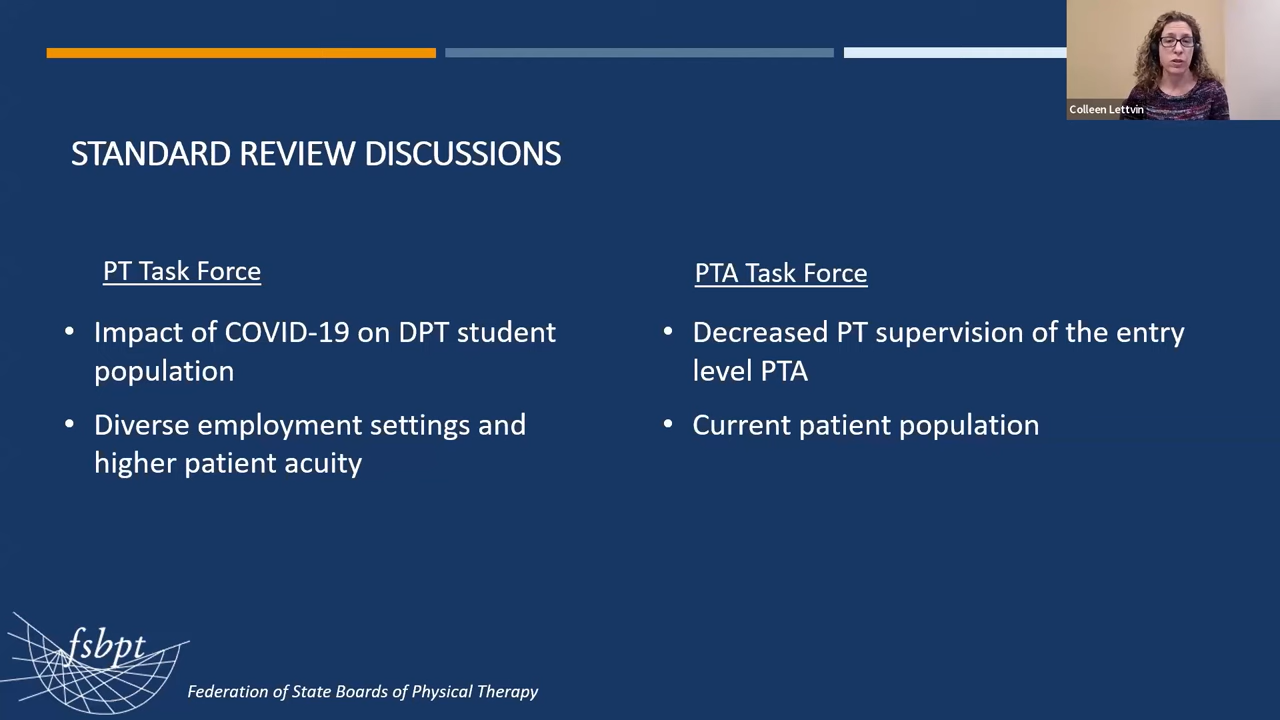 Colleen Lettvin
STANDARD REVIEW DISCUSSIONS
PT Task Force
• Impact of COVID-19 on DPT student
population
• Diverse employment settings and
higher patient acuity
PTA Task Force
• Decreased PT supervision of the entry
level PTA
• Current patient population
fsbpt
Federation of State Boards of Physical Therapy